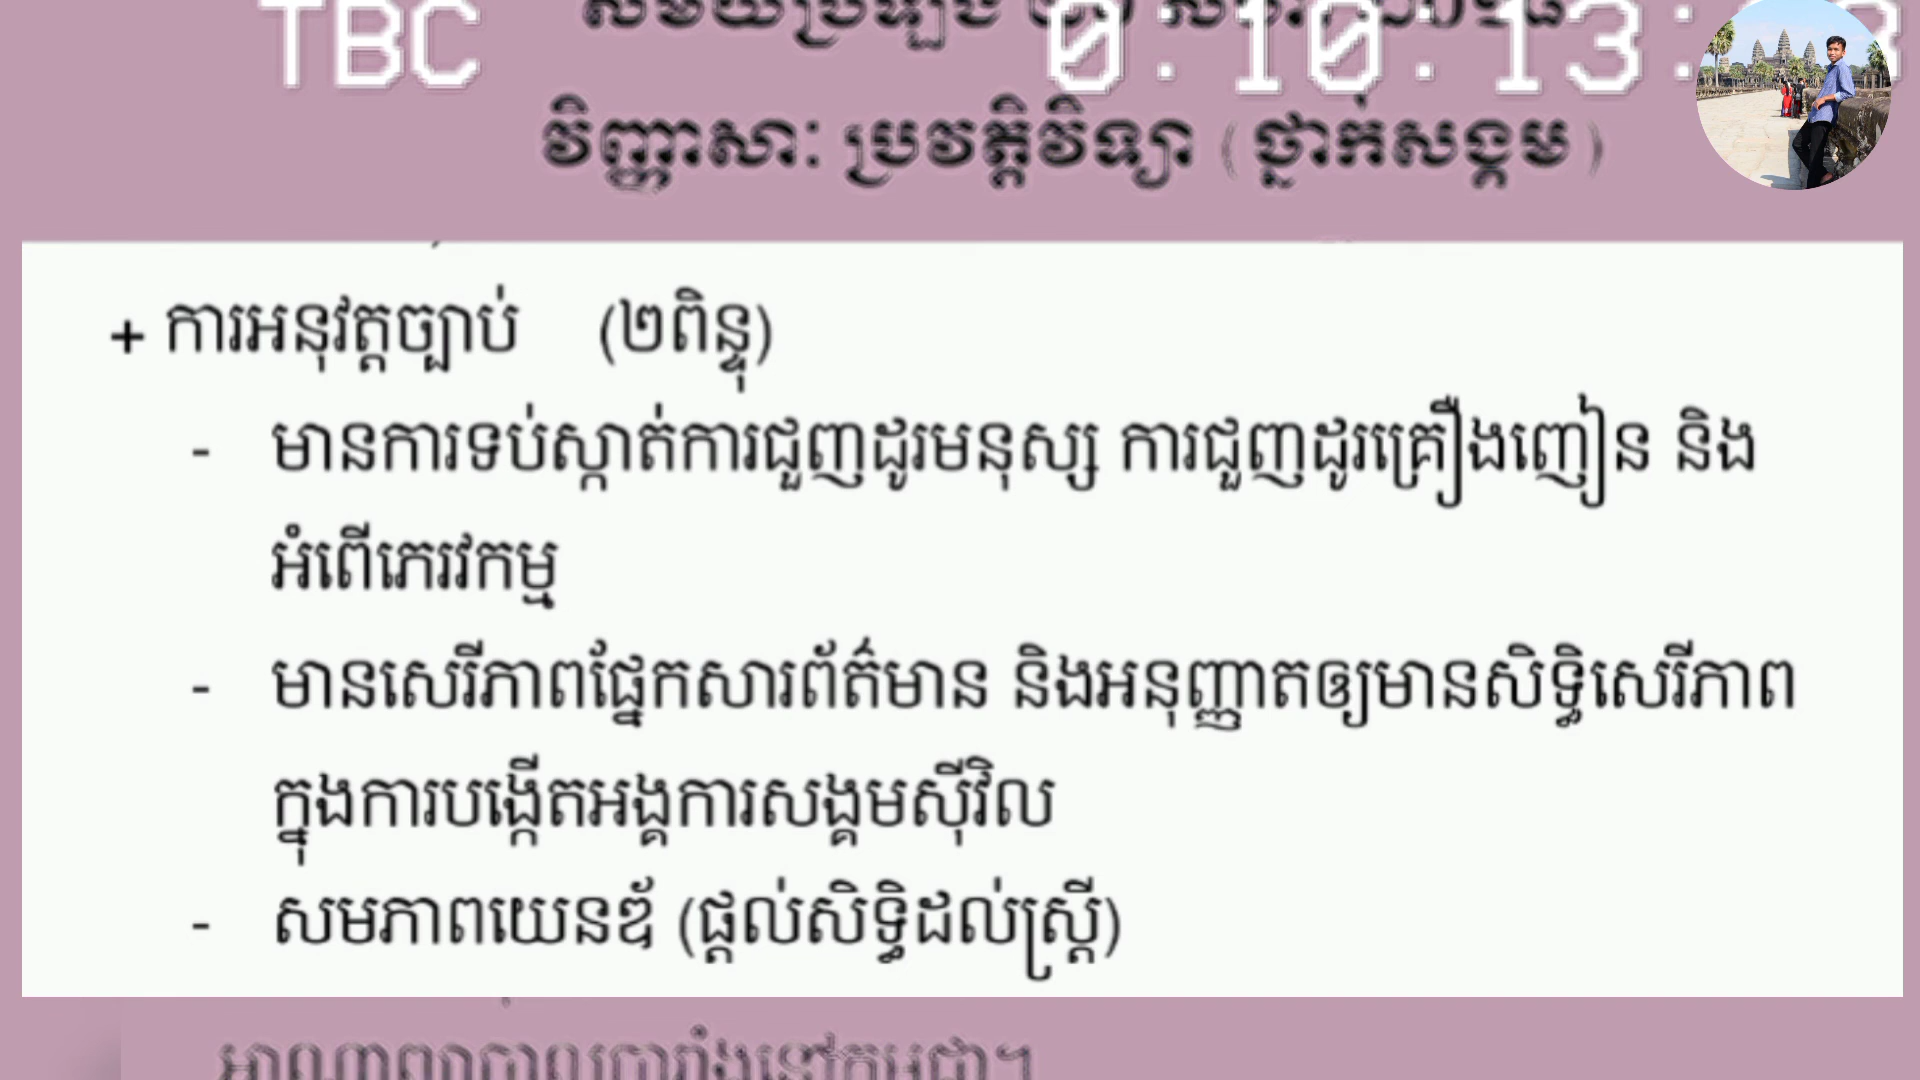 TBC 0:10:13:
វិញ្ញាសា: ប្រវត្តិវិទ្យា (ថ្នាក់សង្គម)
+ ការអនុវត្តច្បាប់ (២ពិន្ទុ)
- មានការទប់ស្កាត់ការជួញដូរមនុស្ស ការជួញដូរគ្រឿងញៀន និង
អំពើភេរវកម្ម
- មានសេរីភាពផ្នែកសារព័ត៌មាន និងអនុញ្ញាតឲ្យមានសិទ្ធិសេរីភាព
ក្នុងការបង្កើតអង្គការសង្គមស៊ីវិល
- សមភាពយេនឌ័ (ផ្តល់សិទ្ធិដល់ស្ត្រី)